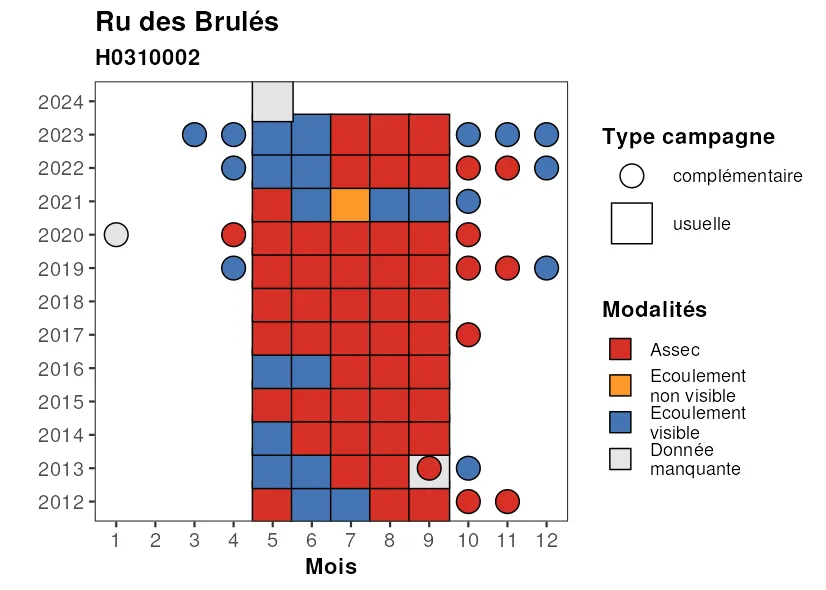 Ru des Brulés
H0310002
2024
2023
2022
2021
2020
2019
2018
2017
2016
2015
2014
2013
2012
1 2 3 4 5 6 7 8 9 10 11 12
Mois
Type campagne
complémentaire
usuelle
Modalités
Assec
Ecoulement
non visible
Ecoulement
visible
Donnée
manquante